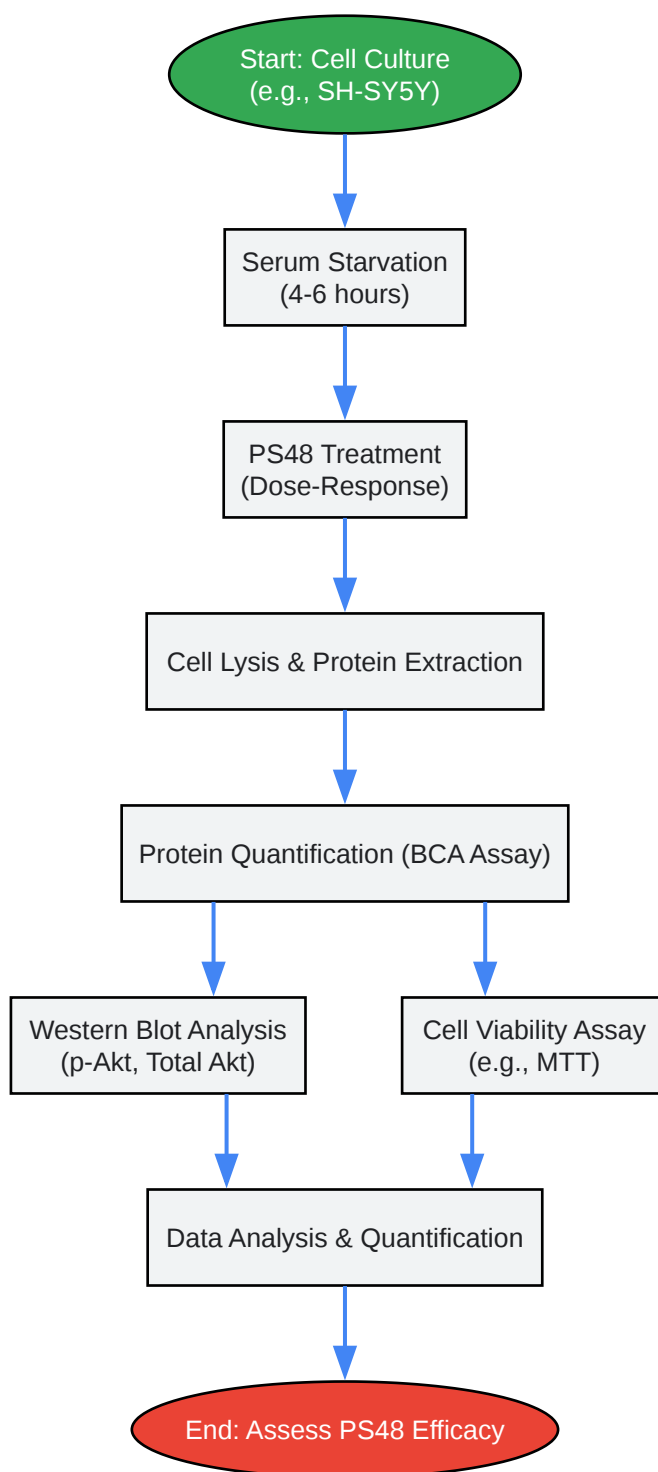 Start: Cell Culture
(e.g., SH-SY5Y)
Serum Starvation
(4-6 hours)
PS48 Treatment
(Dose-Response)
Cell Lysis & Protein Extraction
Protein Quantification (BCA Assay)
Western Blot Analysis
(p-Akt, Total Akt)
Cell Viability Assay
(e.g., MTT)
Data Analysis & Quantification
End: Assess PS48 Efficacy